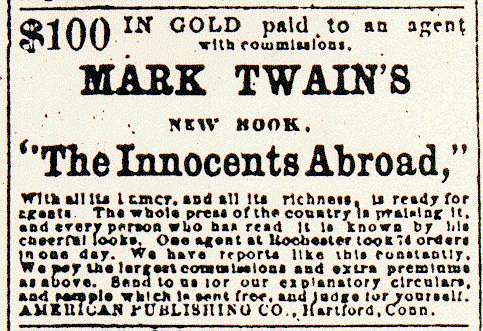 $100 IN GOLD paid to an agent
with commissions.
MARK TWAIN'S
NEW BOOK,
"The Innocents Abroad,"
With all its humor, and all its richness, is ready for
agents. The whole press of the country is praising it,
and every person who has read it is known by his
cheerful looks. One agent at Rochester took orders
in one day. We have reports like this constantly.
We pay the largest commissions and extra premiums
as above. Send to us for our explanatory circulars,
and sample which is sent free, and judge for yourself.
AMERICAN PUBLISHING CO., Hartford, Conn.